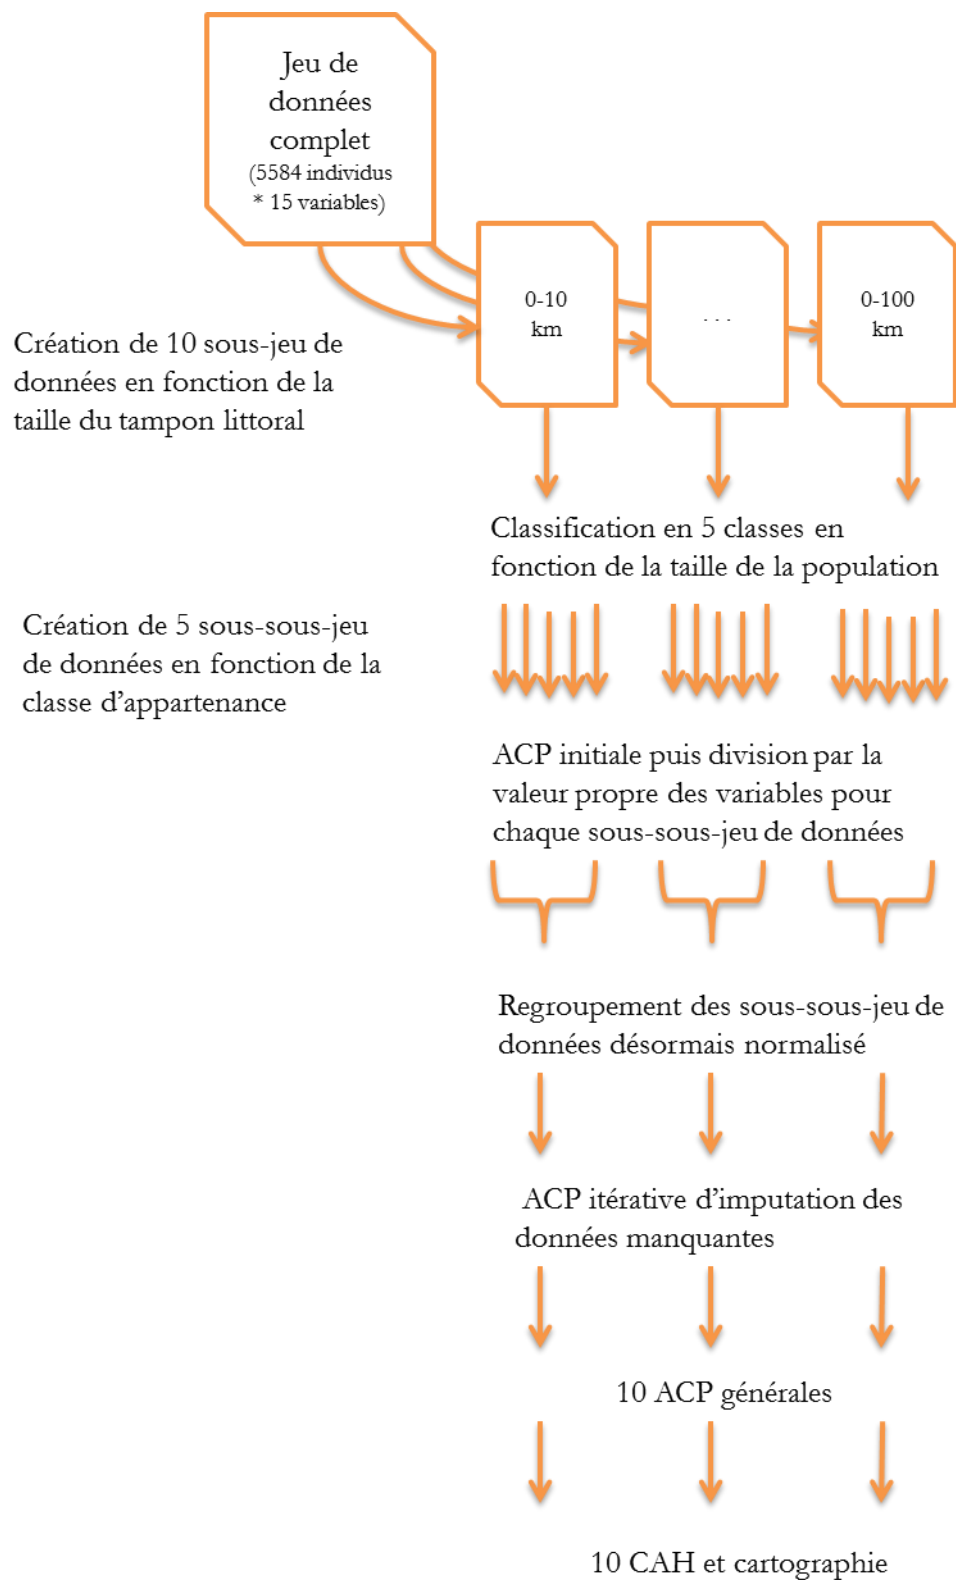 Jeu de
données
complet
(5584 individus
* 15 variables)
0-10
km
. . .
0-100
km
Création de 10 sous-jeu de
données en fonction de la
taille du tampon littoral
Classification en 5 classes en
fonction de la taille de la population
Création de 5 sous-sous-jeu
de données en fonction de la
classe d’appartenance
ACP initiale puis division par la
valeur propre des variables pour
chaque sous-sous-jeu de données
Regroupement des sous-sous-jeu de
données désormais normalisé
ACP itérative d’imputation des
données manquantes
10 ACP générales
10 CAH et cartographie